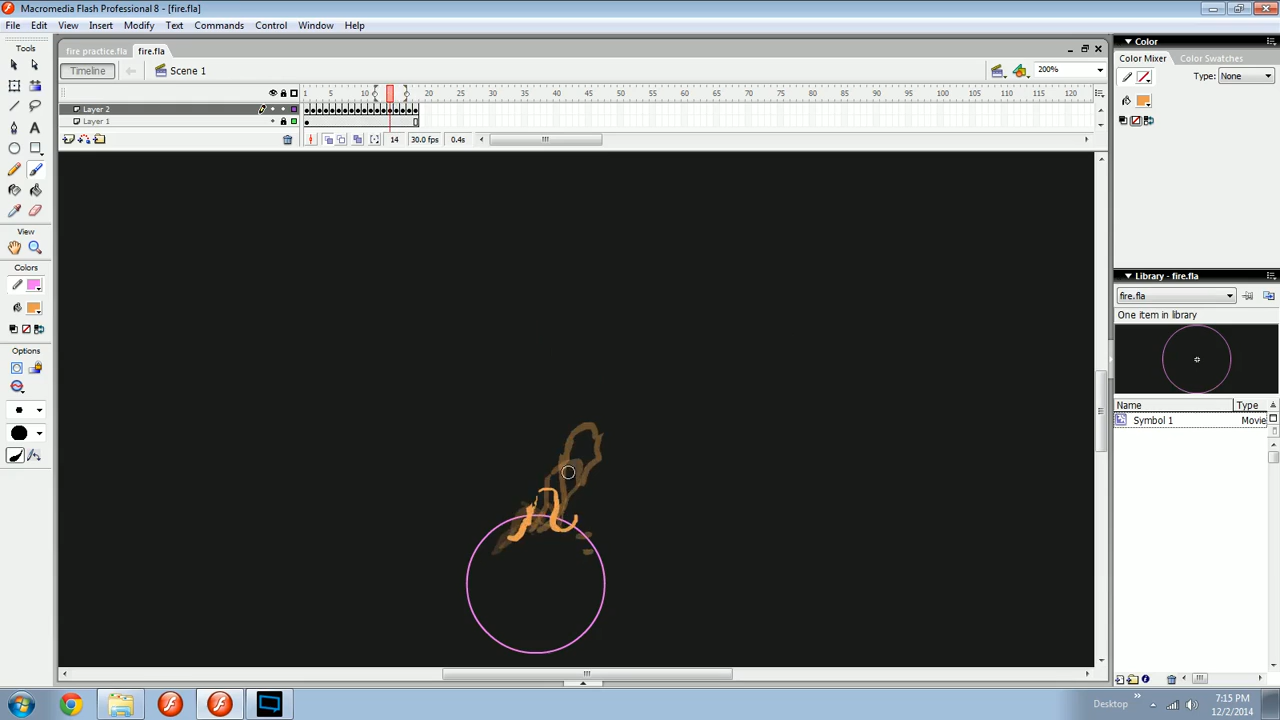 Macromedia Flash Professional 8 - [fire.fla]
File Edit View Insert Modify Text Commands Control Window Help
Tools
fire practice.fla fire.fla
Timeline Scene 1 200%
1 5 10 20 25 30 35 40 45 50 55 60 65 70 75 80 85 90 95 100 105 110 115 120
Layer 2
Layer 1
14 30.0 fps 0.4s
View
Colors
Options
Color
Color Mixer Color Swatches
Type: None
Library - fire.fla
fire.fla
One item in library
Name Type
Symbol 1 Movie
Desktop
7:15 PM
12/2/2014